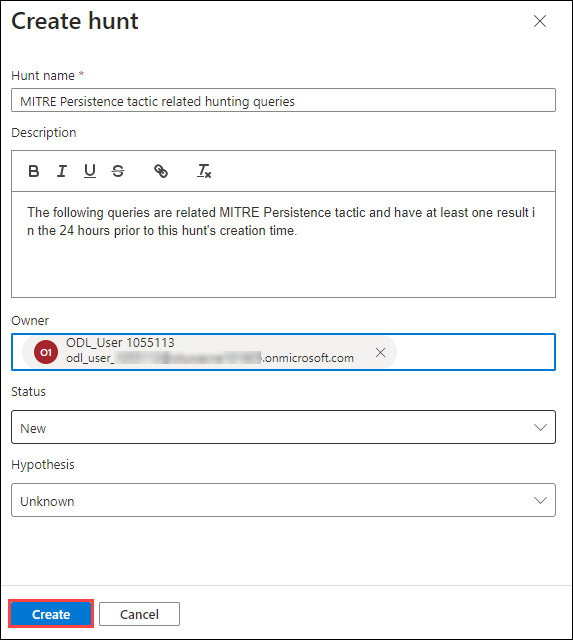 Create hunt
Hunt name *
MITRE Persistence tactic related hunting queries
Description
B I U S
The following queries are related MITRE Persistence tactic and have at least one result i
n the 24 hours prior to this hunt's creation time.
Owner
O1 ODL_User 1055113
odl_user_ .onmicrosoft.com
Status
New
Hypothesis
Unknown
Create Cancel